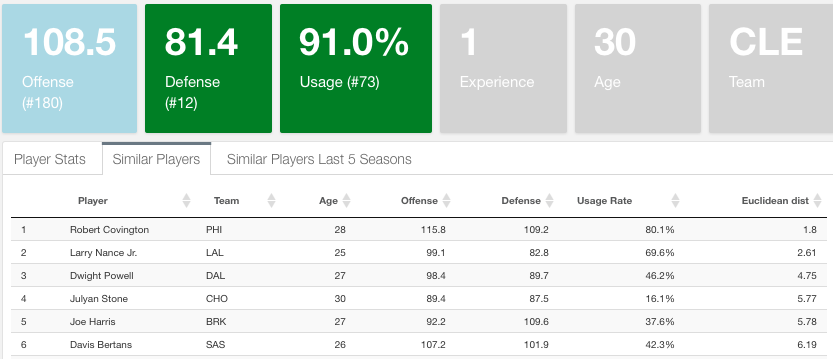 108.5 81.4 91.0% 1 30 CLE
Offense Defense Usage (#73) Experience Age Team
(#180) (#12)
Player Stats Similar Players Similar Players Last 5 Seasons
Player Team Age Offense Defense Usage Rate Euclidean dist
1 Robert Covington PHI 28 115.8 109.2 80.1% 1.8
2 Larry Nance Jr. LAL 25 99.1 82.8 69.6% 2.61
3 Dwight Powell DAL 27 98.4 89.7 46.2% 4.75
4 Julyan Stone CHO 30 89.4 87.5 16.1% 5.77
5 Joe Harris BRK 27 92.2 109.6 37.6% 5.78
6 Davis Bertans SAS 26 107.2 101.9 42.3% 6.19